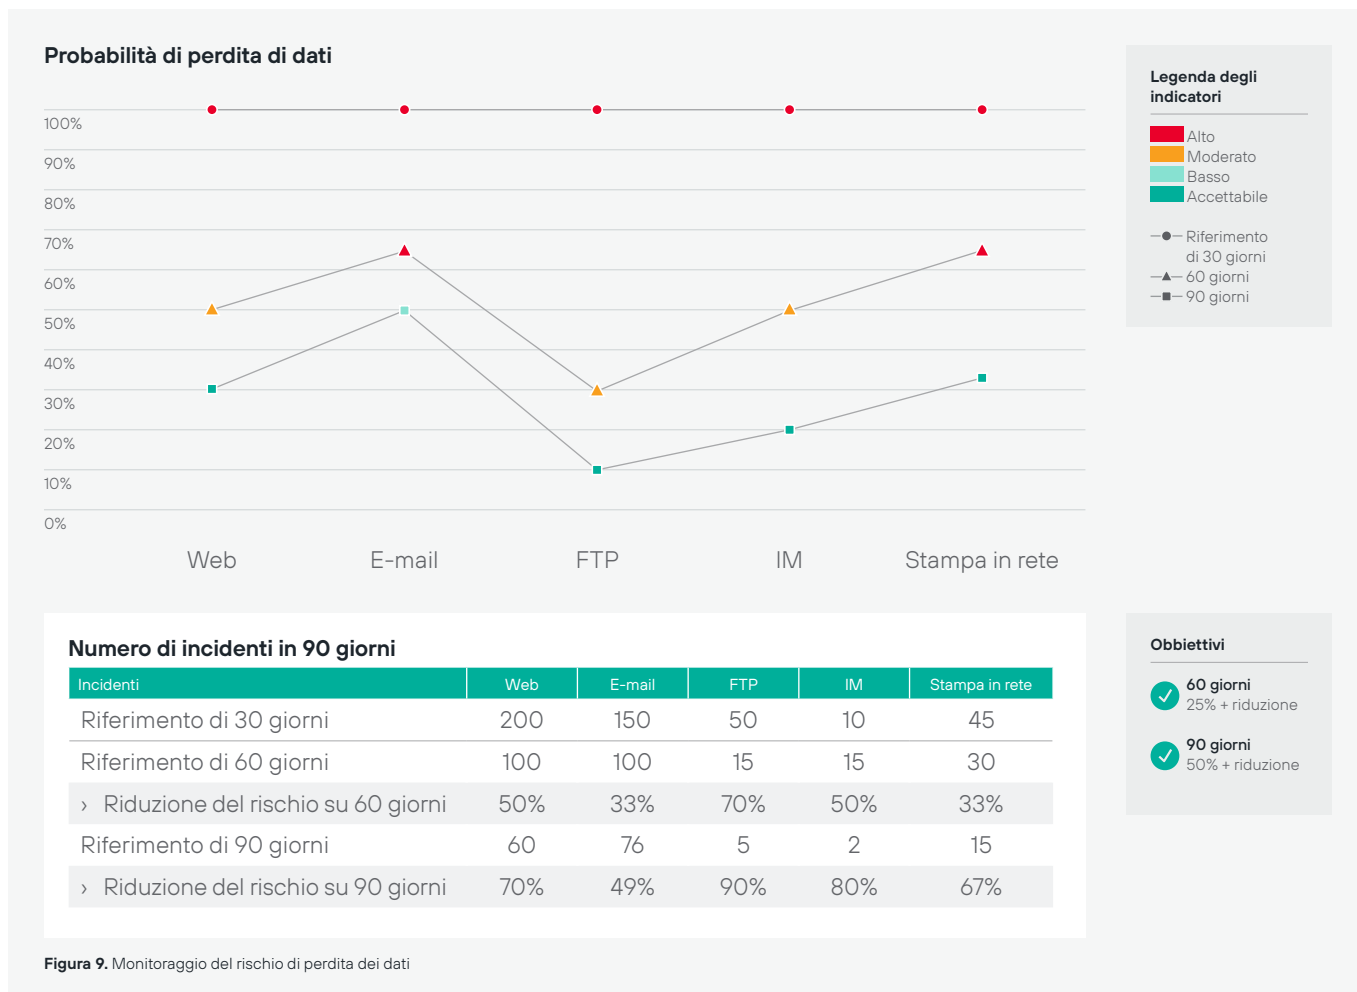 Probabilità di perdita di dati
100%
90%
80%
70%
60%
50%
40%
30%
20%
10%
0%
Web E-mail FTP IM Stampa in rete
Legenda degli
indicatori
Alto
Moderato
Basso
Accettabile
Riferimento
di 30 giorni
60 giorni
90 giorni
Numero di incidenti in 90 giorni
Incidenti Web E-mail FTP IM Stampa in rete
Riferimento di 30 giorni 200 150 50 10 45
Riferimento di 60 giorni 100 100 15 15 30
› Riduzione del rischio su 60 giorni 50% 33% 70% 50% 33%
Riferimento di 90 giorni 60 76 5 2 15
› Riduzione del rischio su 90 giorni 70% 49% 90% 80% 67%
Obbiettivi
60 giorni
25% + riduzione
90 giorni
50% + riduzione
Figura 9. Monitoraggio del rischio di perdita dei dati